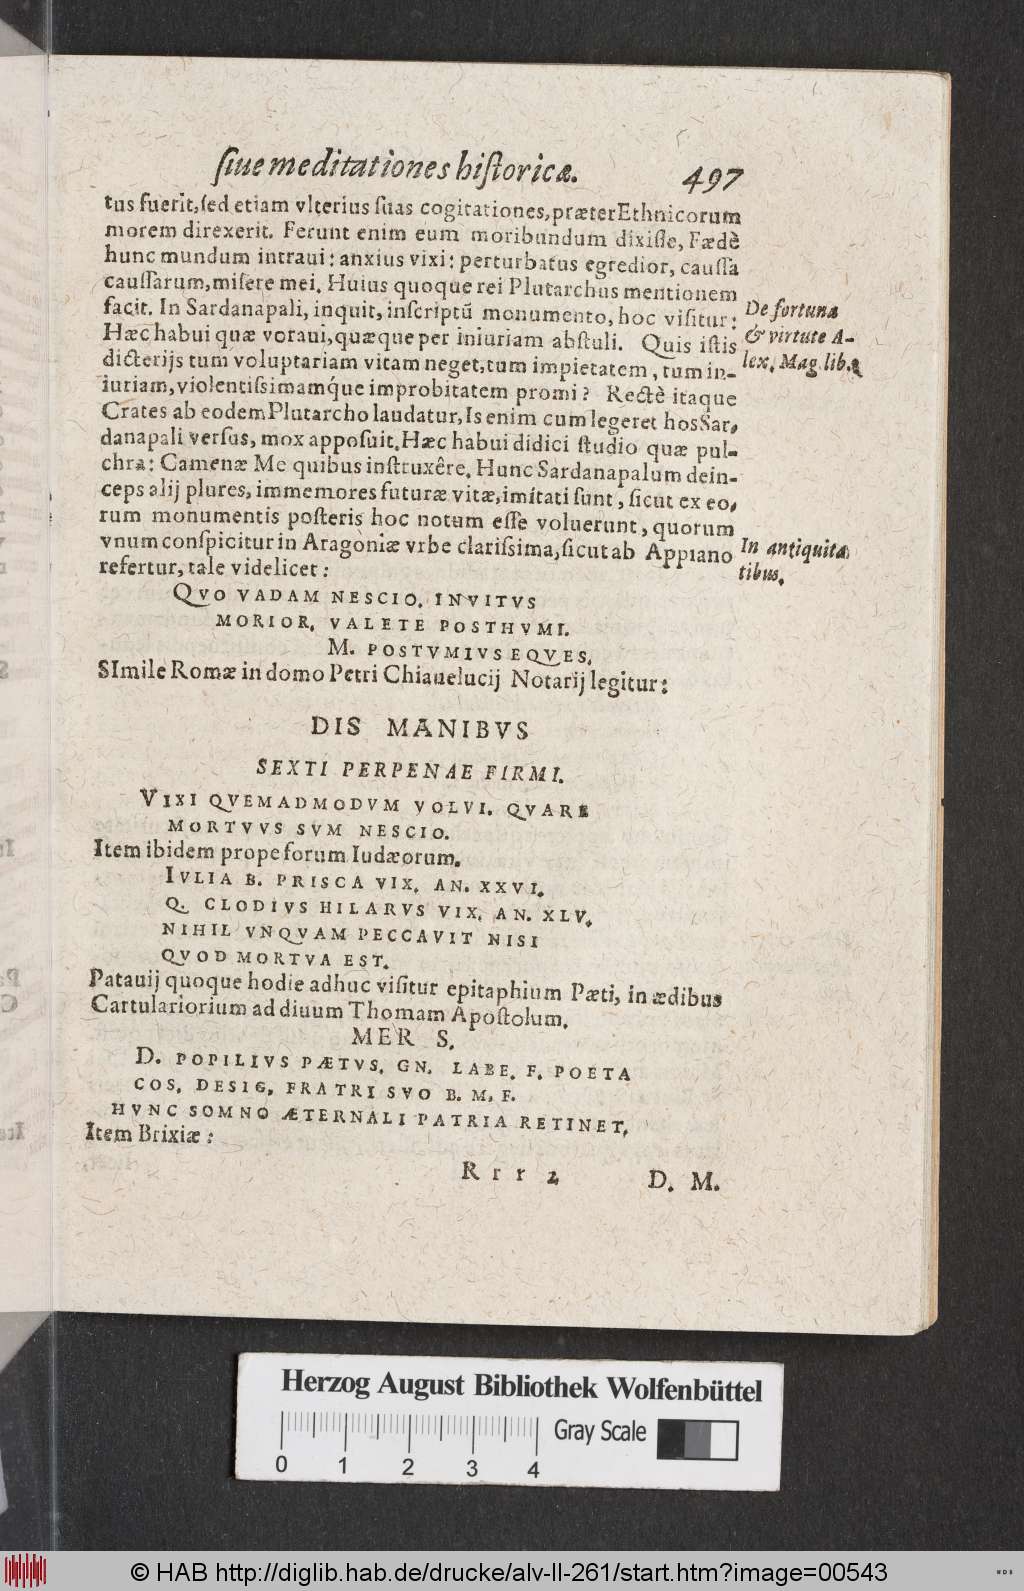 ſiue meditationes hiſtoricæ. 497
tus fuerit, ſed etiam vlterius ſuas cogitationes, præter Ethnicorum
morem direxerit. Ferunt enim eum moribundum dixiſſe, Fædè
hunc mundum intraui: anxius vixi: perturbatus egredior, cauſſa
cauſſarum, miſere mei. Huius quoque rei Plutarchus mentionem
facit. In Sardanapali, inquit, inſcriptū monumento, hoc viſitur:
De fortuna
Hæc habui quæ voraui, quæque per iniuriam abſtuli. Quis iſtis
& virtute A-
dicterijs tum voluptariam vitam neget, tum impietatem, tum in-
lex. Mag. lib. 2
iuriam, violentiſsimamq́ue improbitatem promi? Rectè itaque
Crates ab eodem Plutarcho laudatur, Is enim cum legeret hos Sar-
danapali verſus, mox appoſuit. Hæc habui didici ſtudio quæ pul-
chra: Camenæ Me quibus inſtruxêre. Hunc Sardanapalum dein-
ceps alij plures, immemores futuræ vitæ, imitati ſunt, ſicut ex eo-
rum monumentis poſteris hoc notum eſſe voluerunt, quorum
vnum conſpicitur in Aragoniæ vrbe clariſsima, ſicut ab Appiano
In antiquita
refertur, tale videlicet:
tibus.
QVO VADAM NESCIO. INVITVS
MORIOR. VALETE POSTHVMI.
M. POSTVMIVS EQVES.
SImile Romæ in domo Petri Chiauelucij Notarij legitur:
DIS MANIBVS
SEXTI PERPENAE FIRMI.
VIXI QVEMADMODVM VOLVI. QVARE
MORTVVS SVM NESCIO.
Item ibidem prope forum Iudæorum.
IVLIA B. PRISCA VIX. AN. XXVI.
Q. CLODIVS HILARVS VIX. AN. XLV.
NIHIL VNQVAM PECCAVIT NISI
QVOD MORTVA EST.
Patauij quoque hodie adhuc viſitur epitaphium Pæti, in ædibus
Cartulariorium ad diuum Thomam Apoſtolum.
MER S.
D. POPILIVS PÆTVS. GN. LABE. F. POETA
COS. DESIG. FRATRI SVO B. M. F.
HVNC SOMNO ÆTERNALI PATRIA RETINET.
Item Brixiæ:
Rrr 2 D. M.
Herzog August Bibliothek Wolfenbüttel
Gray Scale
0 1 2 3 4
© HAB http://diglib.hab.de/drucke/alv-ll-261/start.htm?image=00543